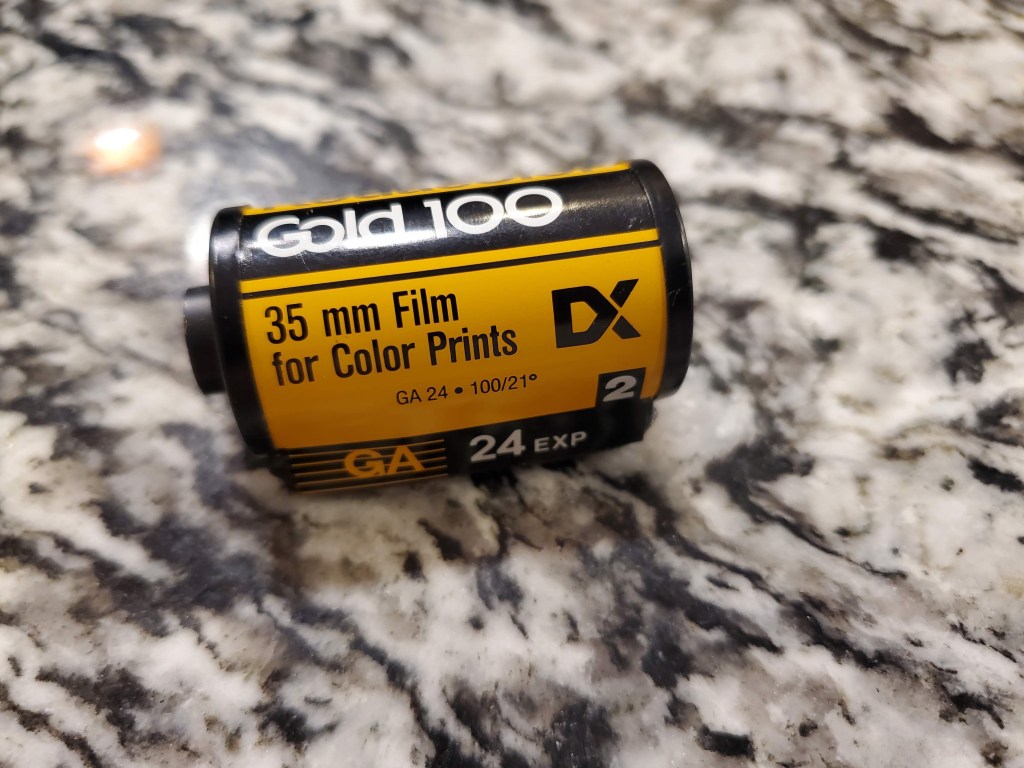 Gold 100
35 mm Film
for Color Prints
DX
GA 24 • 100/21°
2
GA
24 EXP